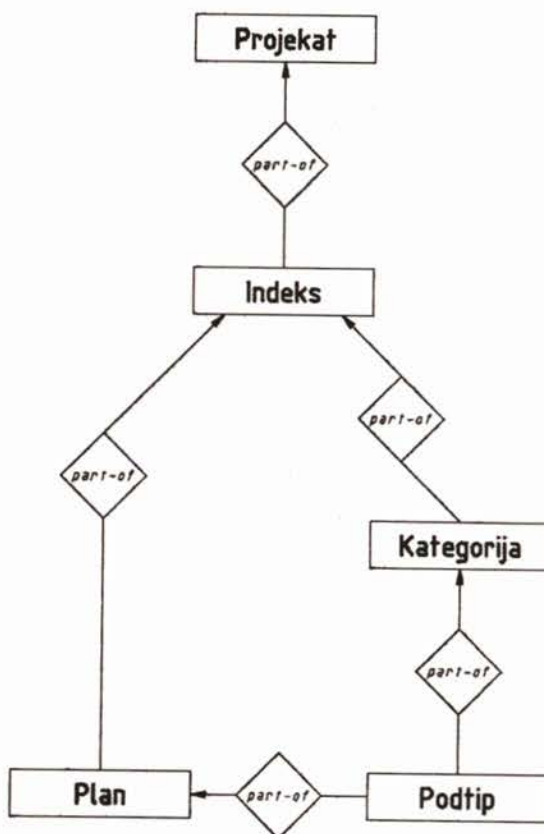 Projekat
part-of
Indeks
part-of
part-of
Kategorija
part-of
Plan
part-of
Podtip